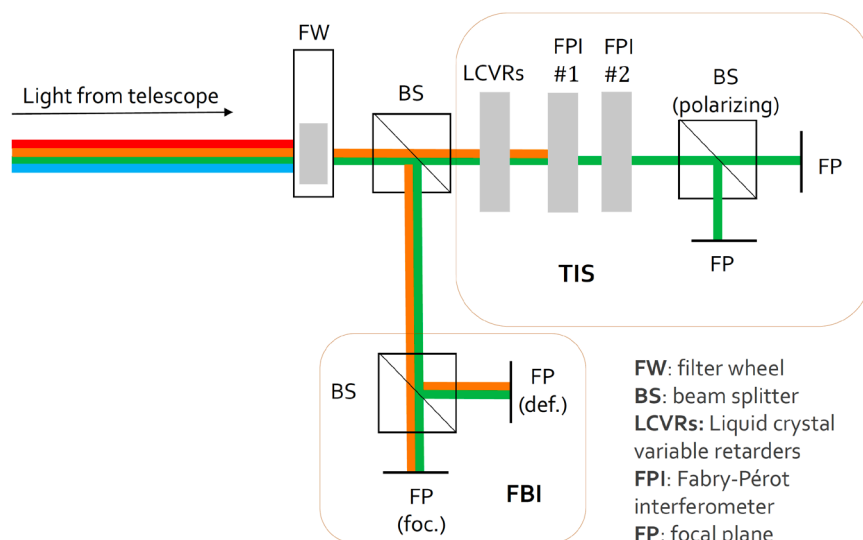 FW
Light from telescope
BS
LCVRs
FPI
#1
FPI
#2
BS
(polarizing)
FP
FP
TIS
BS
FP
(def.)
FP
(foc.)
FBI
FW: filter wheel
BS: beam splitter
LCVRs: Liquid crystal
variable retarders
FPI: Fabry-Pérot
interferometer
FP: focal plane